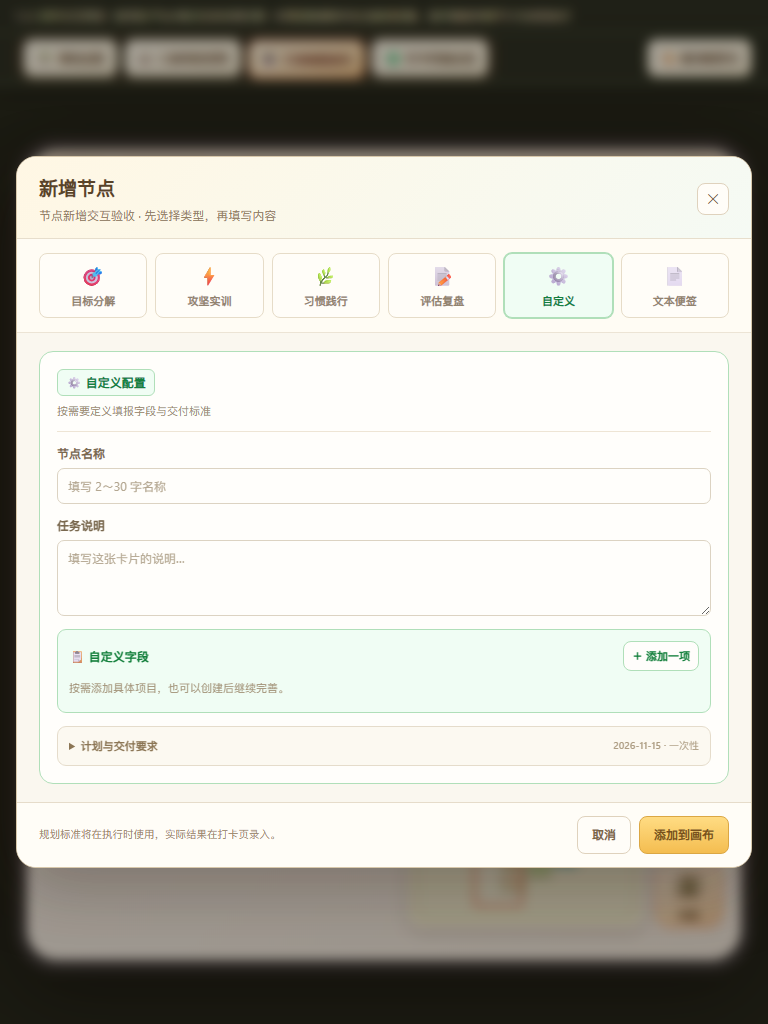 新增节点
节点新增交互验收 · 先选择类型，再填写内容
目标分解
攻坚实训
习惯践行
评估复盘
自定义
文本便签
自定义配置
按需要定义填报字段与交付标准
节点名称
填写 2～30 字名称
任务说明
填写这张卡片的说明...
自定义字段
+ 添加一项
按需添加具体项目，也可以创建后继续完善。
计划与交付要求
2026-11-15 · 一次性
规划标准将在执行时使用，实际结果在打卡页录入。
取消
添加到画布